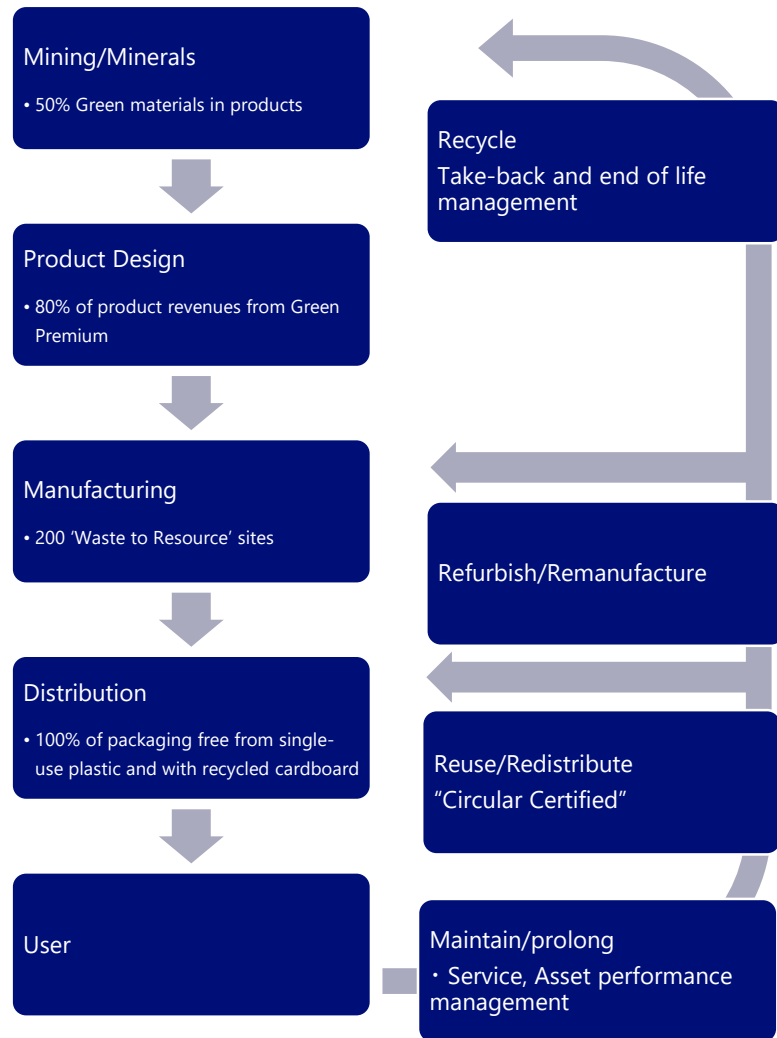 Mining/Minerals
• 50% Green materials in products
Product Design
• 80% of product revenues from Green
Premium
Manufacturing
• 200 ‘Waste to Resource’ sites
Distribution
• 100% of packaging free from single-
use plastic and with recycled cardboard
User
Recycle
Take-back and end of life
management
Refurbish/Remanufacture
Reuse/Redistribute
“Circular Certified”
Maintain/prolong
・Service, Asset performance
management